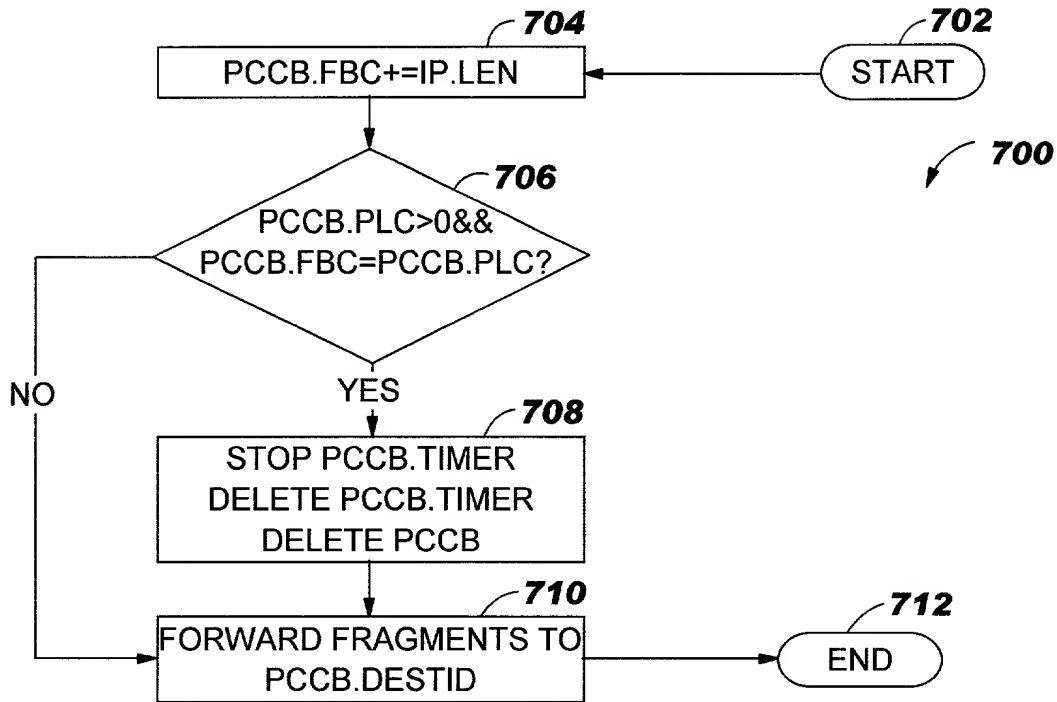 704
702
PCCB.FBC+=IP.LEN
START
700
706
PCCB.PLC>0&&
PCCB.FBC=PCCB.PLC?
NO
YES
708
STOP PCCB.TIMER
DELETE PCCB.TIMER
DELETE PCCB
710
712
FORWARD FRAGMENTS TO
PCCB.DESTID
END